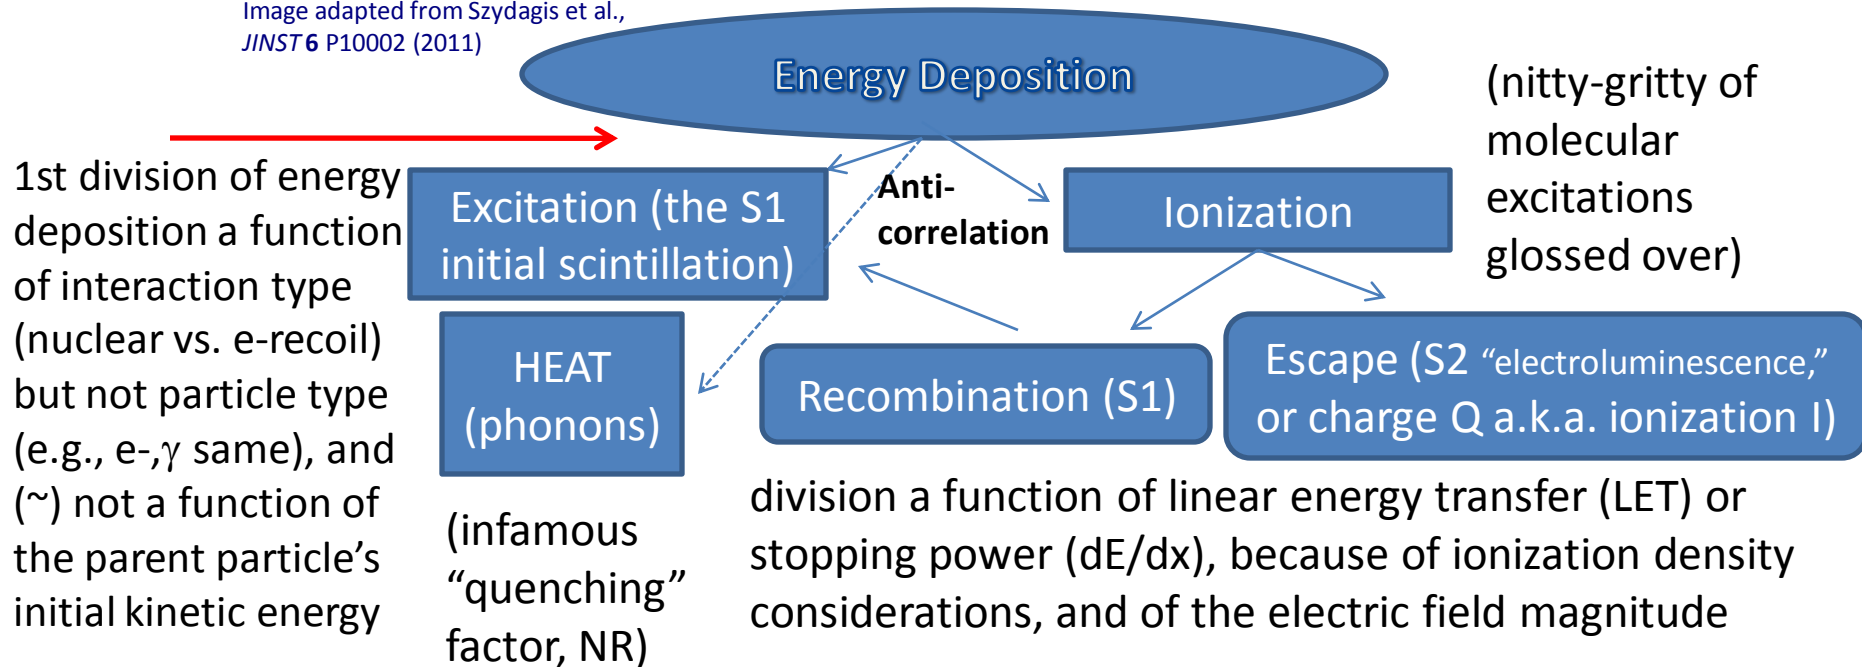 Image adapted from Szydagis et al.,
JINST 6 P10002 (2011)
Energy Deposition
(nitty-gritty of
molecular
excitations
glossed over)
1st division of energy
deposition a function
of interaction type
(nuclear vs. e-recoil)
but not particle type
(e.g., e-,γ same), and
(~) not a function of
the parent particle’s
initial kinetic energy
Excitation (the S1
initial scintillation)
Anti-
correlation
Ionization
HEAT
(phonons)
Recombination (S1)
Escape (S2 “electroluminescence,”
or charge Q a.k.a. ionization I)
(infamous
“quenching”
factor, NR)
division a function of linear energy transfer (LET) or
stopping power (dE/dx), because of ionization density
considerations, and of the electric field magnitude